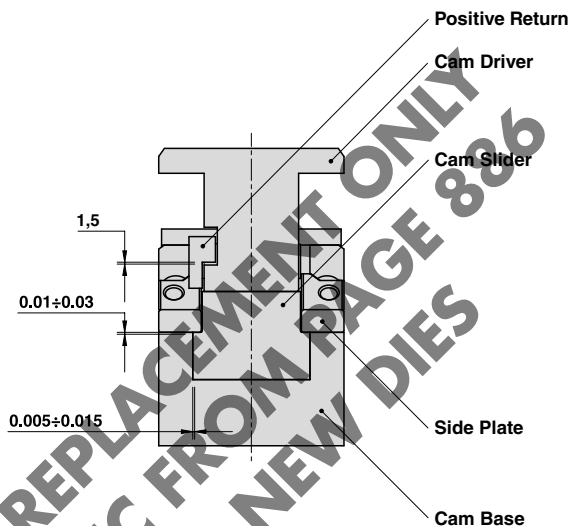 Positive Return
Cam Driver
Cam Slider
1,5
0.01÷0.03
0.005÷0.015
Side Plate
Cam Base
REPLACEMENT ONLY
FROM PAGE 886
NEW DIES